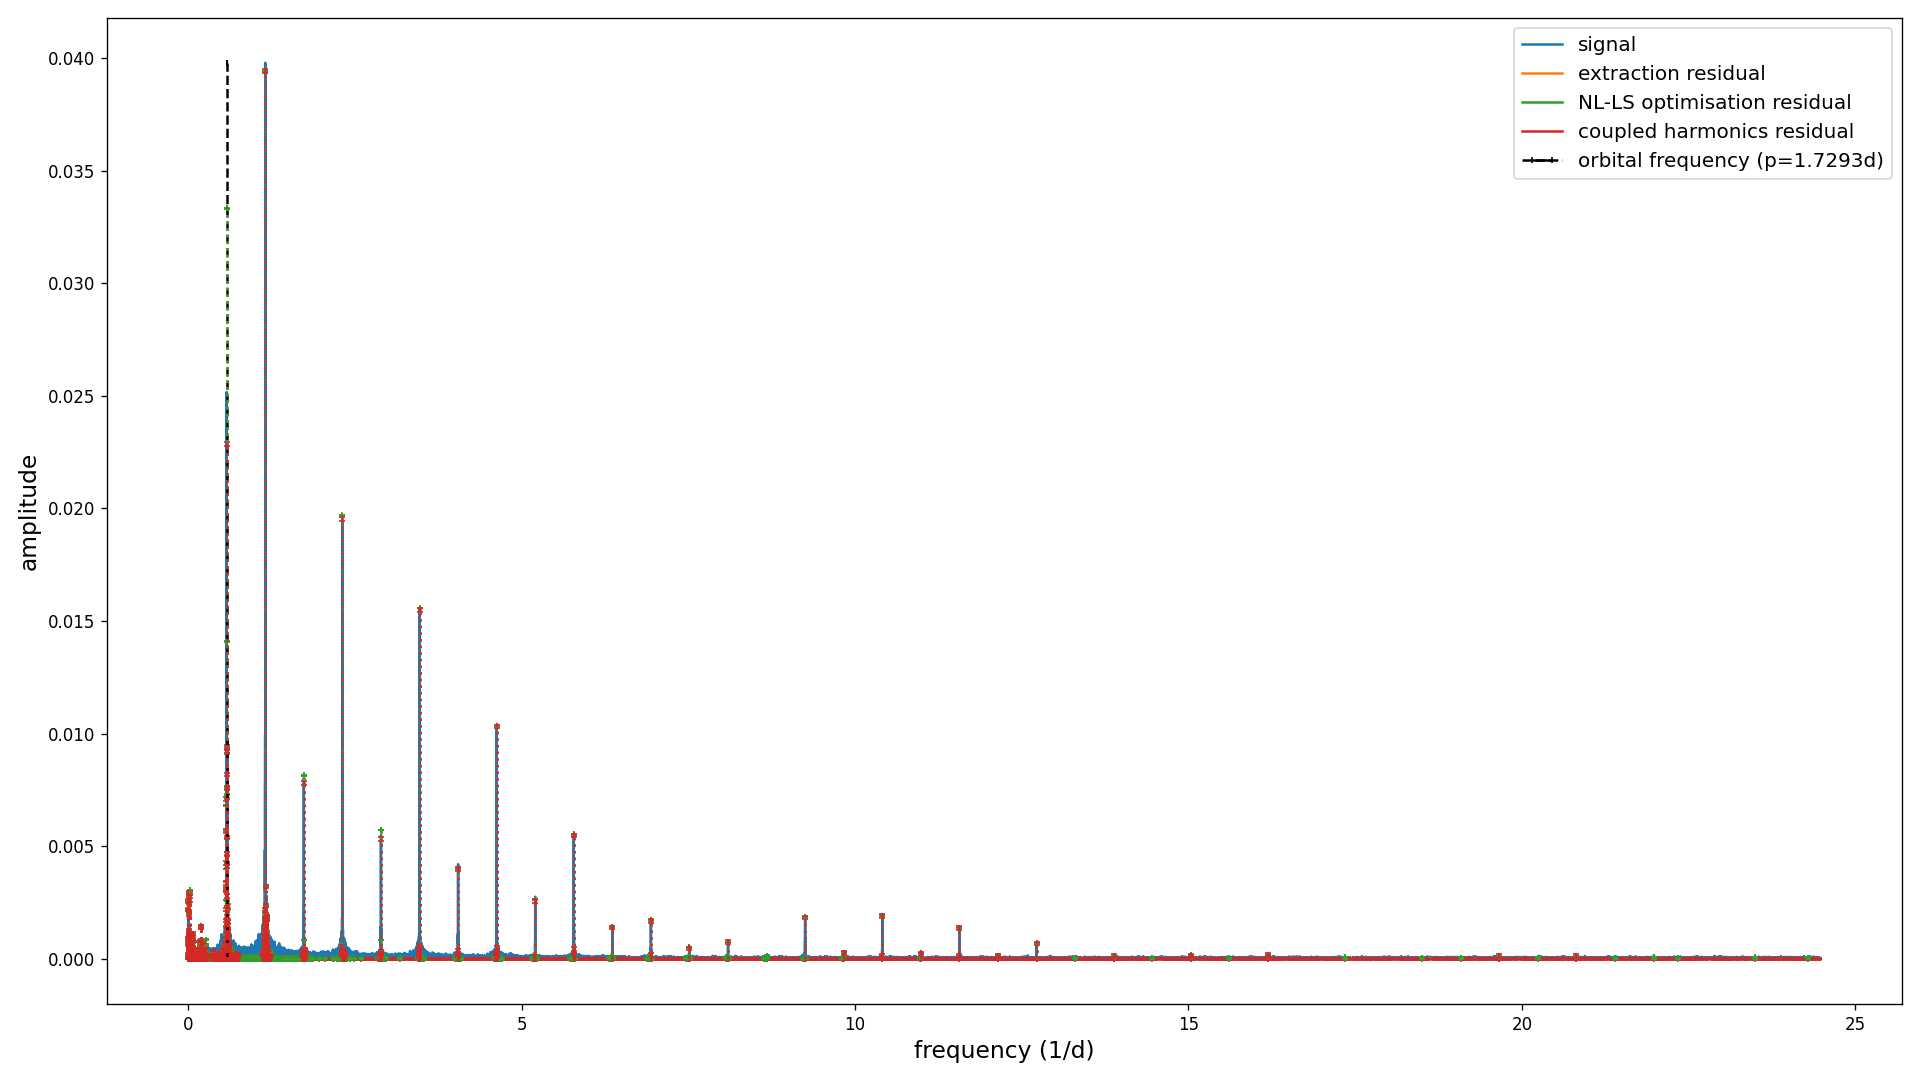 signal
extraction residual
NL-LS optimisation residual
coupled harmonics residual
orbital frequency (p=1.7293d)
0.040
0.035
0.030
0.025
0.020
0.015
0.010
0.005
0.000
amplitude
0 5 10 15 20 25
frequency (1/d)